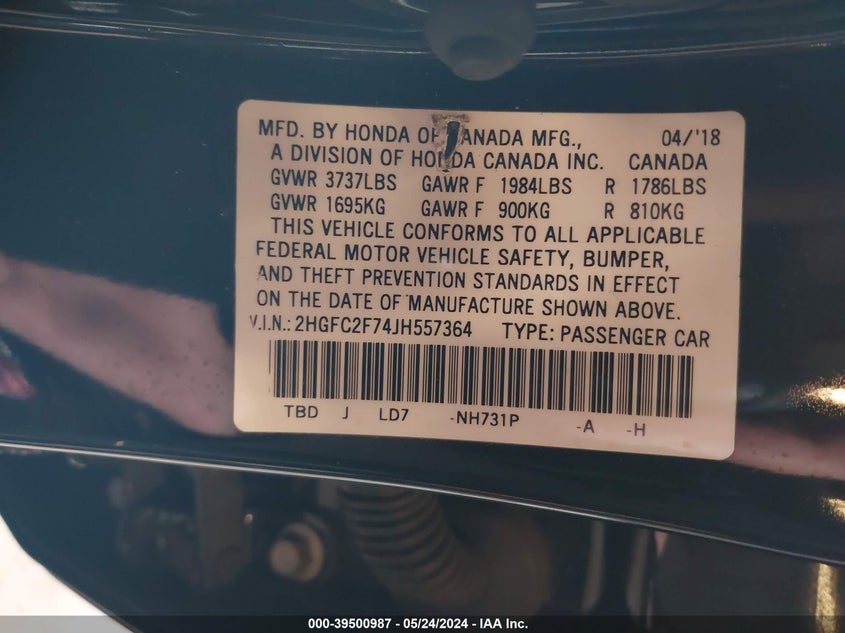 MFD. BY HONDA OF CANADA MFG., 04/'18
A DIVISION OF HONDA CANADA INC. CANADA
GVWR 3737LBS GAWR F 1984LBS R 1786LBS
GVWR 1695KG GAWR F 900KG R 810KG
THIS VEHICLE CONFORMS TO ALL APPLICABLE
FEDERAL MOTOR VEHICLE SAFETY, BUMPER,
AND THEFT PREVENTION STANDARDS IN EFFECT
ON THE DATE OF MANUFACTURE SHOWN ABOVE.
V.I.N.: 2HGFC2F74JH557364 TYPE: PASSENGER CAR
TBD J LD7 -NH731P -A -H
000-39500987 - 05/24/2024 - IAA Inc.